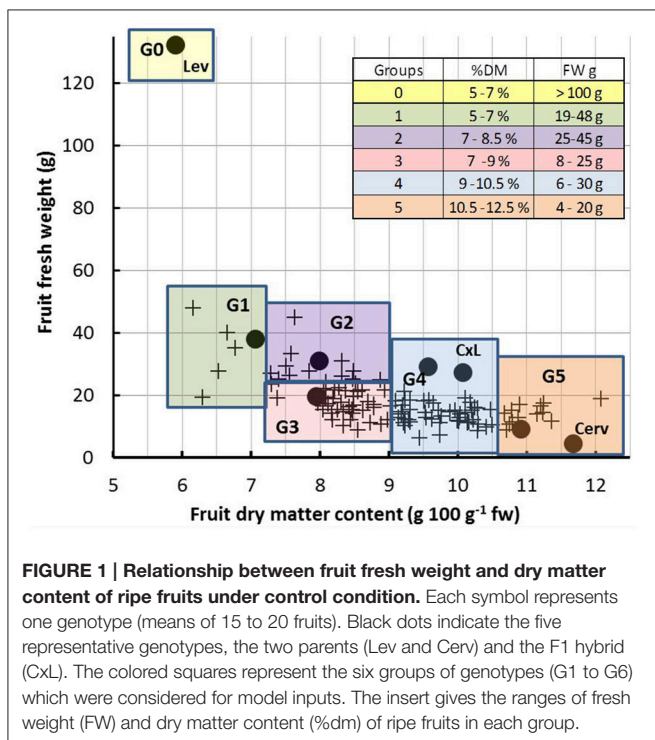 G0
Lev
Groups %DM FW g
0 5 -7 % > 100 g
1 5 -7 % 19-48 g
2 7 - 8.5 % 25-45 g
3 7 -9 % 8 - 25 g
4 9 -10.5 % 6 - 30 g
5 10.5 -12.5 % 4 - 20 g
Fruit fresh weight (g)
120
100
80
60
40
20
0
G1
G2
G3
G4
CxL
G5
Cerv
5 6 7 8 9 10 11 12
Fruit dry matter content (g 100 g⁻¹ fw)
FIGURE 1 | Relationship between fruit fresh weight and dry matter
content of ripe fruits under control condition. Each symbol represents
one genotype (means of 15 to 20 fruits). Black dots indicate the five
representative genotypes, the two parents (Lev and Cerv) and the F1 hybrid
(CxL). The colored squares represent the six groups of genotypes (G1 to G6)
which were considered for model inputs. The insert gives the ranges of fresh
weight (FW) and dry matter content (%dm) of ripe fruits in each group.